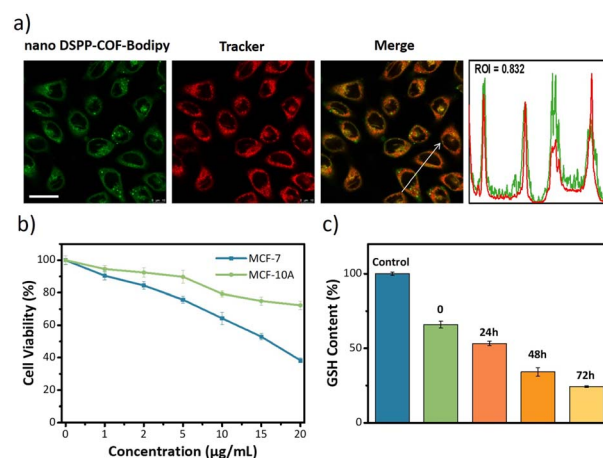 a)
nano DSPP-COF-Bodipy Tracker Merge
ROI = 0.832
b)
MCF-7
MCF-10A
Cell Viability (%)
100
80
60
40
20
0
0 1 2 5 10 15 20
Concentration (μg/mL)
c)
GSH Content (%)
100
50
0
Control
0
24h
48h
72h